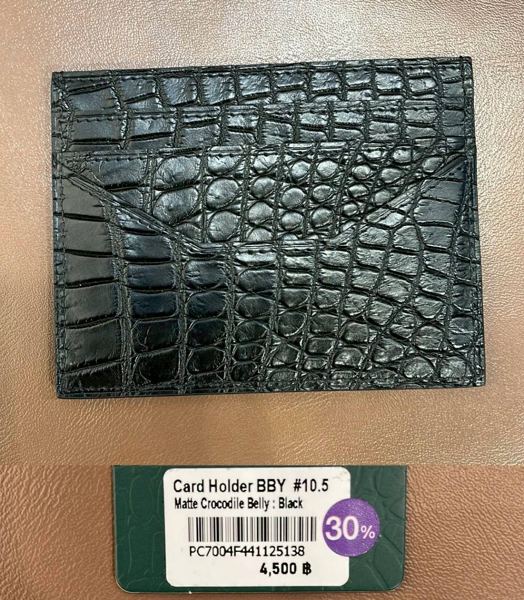 Card Holder BBY #10.5
Matte Crocodile Belly : Black
30%
PC7004F441125138
4,500 ฿